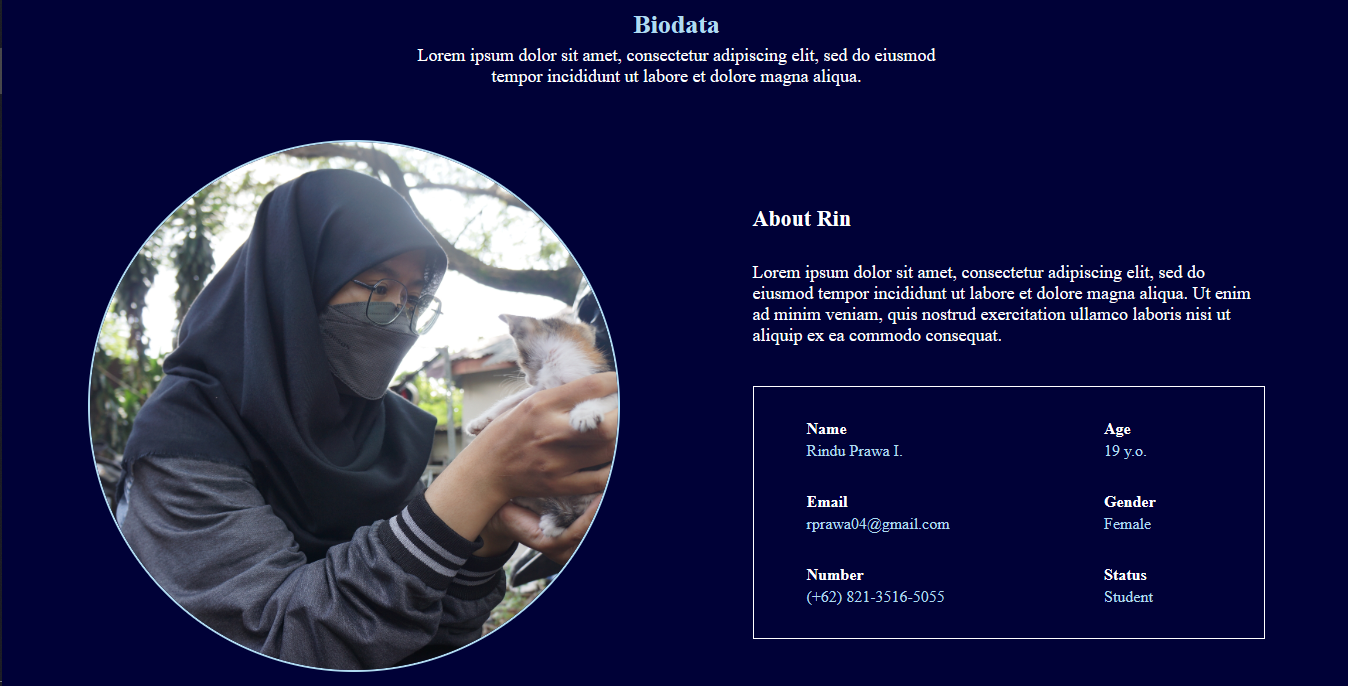 Biodata
Lorem ipsum dolor sit amet, consectetur adipiscing elit, sed do eiusmod
tempor incididunt ut labore et dolore magna aliqua.
About Rin
Lorem ipsum dolor sit amet, consectetur adipiscing elit, sed do
eiusmod tempor incididunt ut labore et dolore magna aliqua. Ut enim
ad minim veniam, quis nostrud exercitation ullamco laboris nisi ut
aliquip ex ea commodo consequat.
Name
Rindu Prawa I.
Age
19 y.o.
Email
rprawa04@gmail.com
Gender
Female
Number
(+62) 821-3516-5055
Status
Student